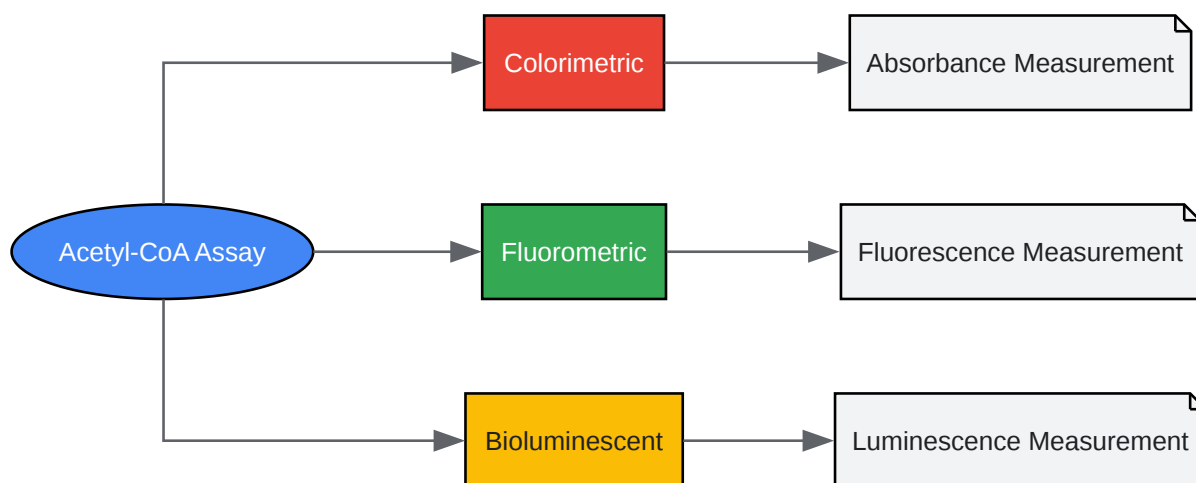 Colorimetric
Absorbance Measurement
Acetyl-CoA Assay
Fluorometric
Fluorescence Measurement
Bioluminescent
Luminescence Measurement